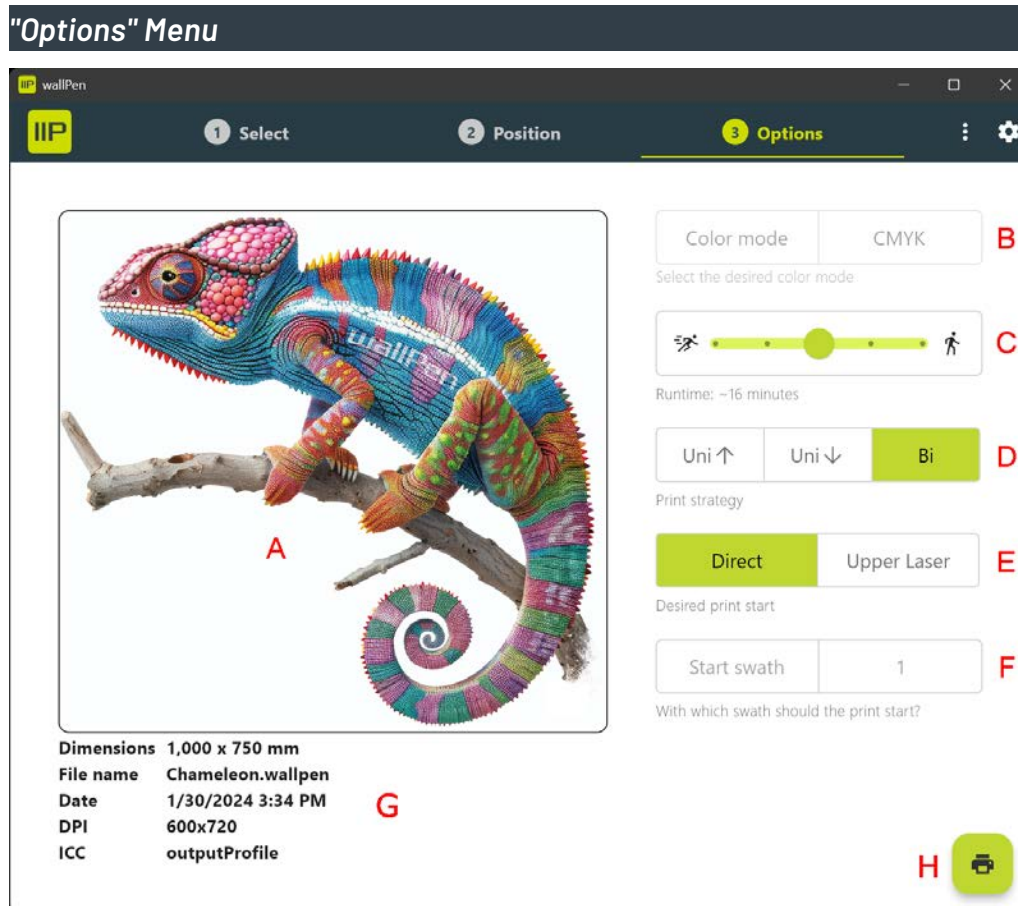 "Options" Menu
IIP wallPen
IIP 1 Select 2 Position 3 Options
Color mode CMYK B
Select the desired color mode
C
Runtime: ~16 minutes
Uni↑ Uni↓ Bi D
Print strategy
wallPen
A
Direct Upper Laser E
Desired print start
Start swath 1 F
With which swath should the print start?
Dimensions 1,000 x 750 mm
File name Chameleon.wallpen
Date 1/30/2024 3:34 PM
G
DPI 600x720
ICC outputProfile
H